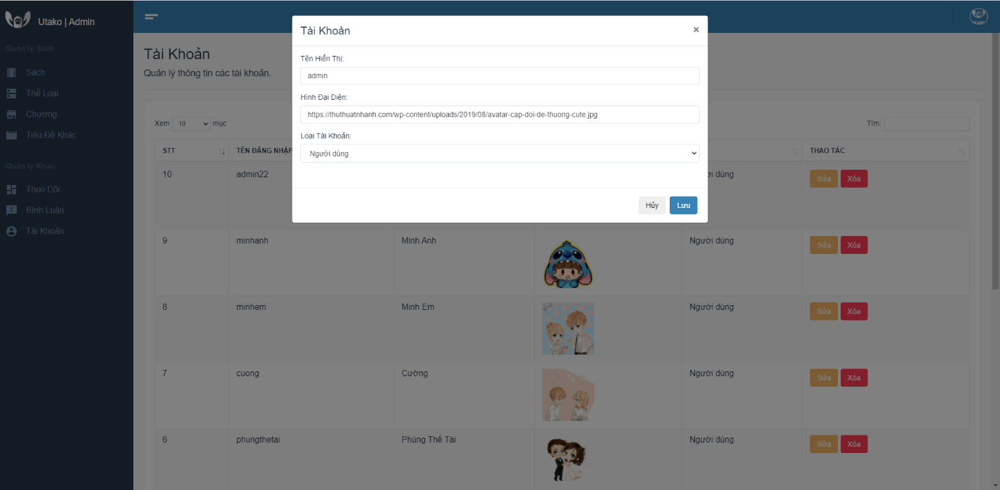 Utako | Admin
Quản lý Sách
Sách
Thể Loại
Chương
Tiêu Đề Khác
Quản lý Khác
Theo Dõi
Bình Luận
Tài Khoản
Tài Khoản
Quản lý thông tin các tài khoản.
Xem 10 mục
Tìm:
STT TÊN ĐĂNG NHẬP THAO TÁC
10 admin22 Sửa Xóa
9 minhanh Minh Anh Người dùng Sửa Xóa
8 minhem Minh Em Người dùng Sửa Xóa
7 cuong Cường Người dùng Sửa Xóa
6 phungthetai Phùng Thế Tài Người dùng Sửa Xóa
Tài Khoản ×
Tên Hiển Thị:
admin
Hình Đại Diện:
https://thuthuatnhanh.com/wp-content/uploads/2019/08/avatar-cap-doi-de-thuong-cute.jpg
Loại Tài Khoản:
Người dùng
Hủy Lưu